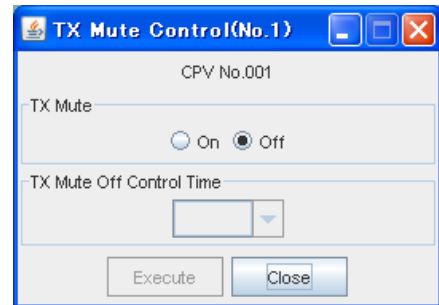 TX Mute Control(No.1)
CPV No.001
TX Mute
On Off
TX Mute Off Control Time
Execute Close